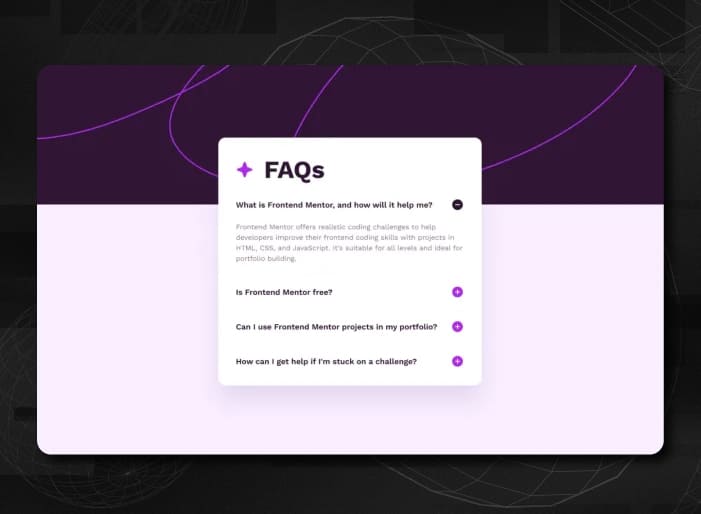 FAQs
What is Frontend Mentor, and how will it help me?
Frontend Mentor offers realistic coding challenges to help
developers improve their frontend coding skills with projects in
HTML, CSS, and JavaScript. It's suitable for all levels and ideal for
portfolio building.
Is Frontend Mentor free?
Can I use Frontend Mentor projects in my portfolio?
How can I get help if I'm stuck on a challenge?